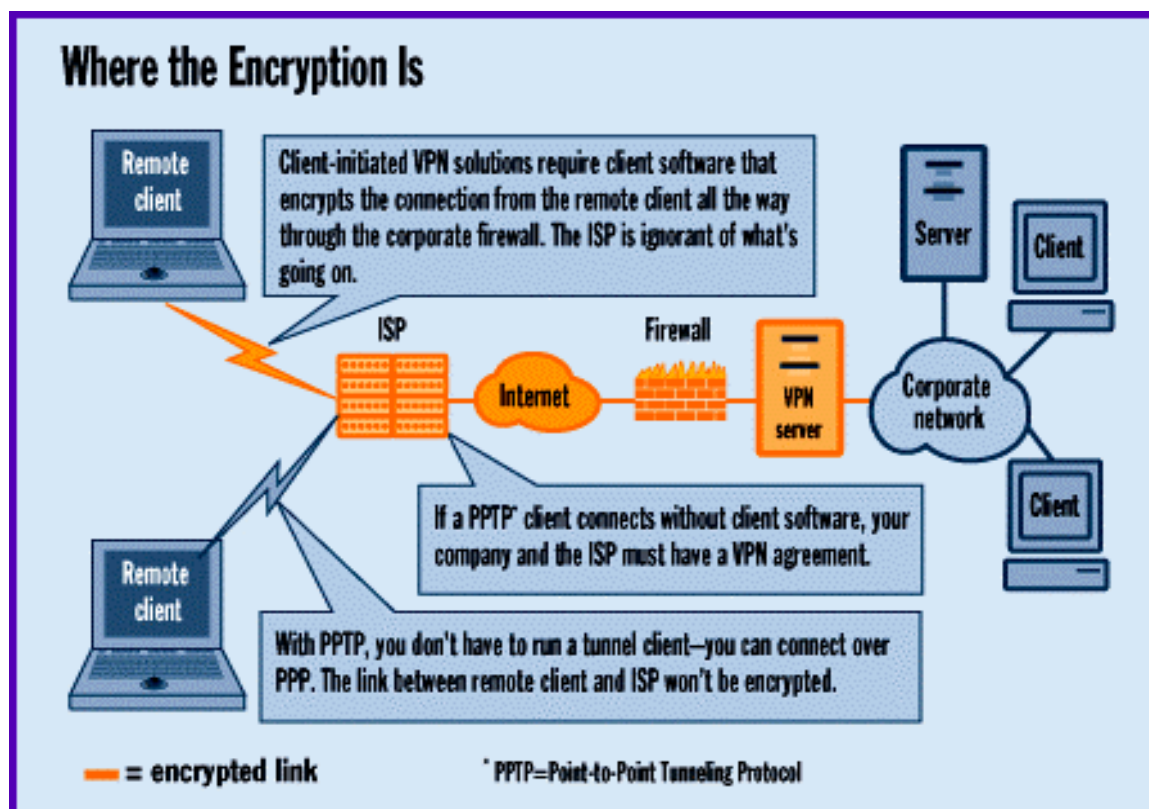 Where the Encryption Is
Remote
client
Client-initiated VPN solutions require client software that
encrypts the connection from the remote client all the way
through the corporate firewall. The ISP is ignorant of what's
going on.
Server
Client
ISP
Firewall
Internet
VPN
server
Corporate
network
If a PPTP* client connects without client software, your
company and the ISP must have a VPN agreement.
Client
Remote
client
With PPTP, you don't have to run a tunnel client—you can connect over
PPP. The link between remote client and ISP won't be encrypted.
= encrypted link
* PPTP=Point-to-Point Tunneling Protocol